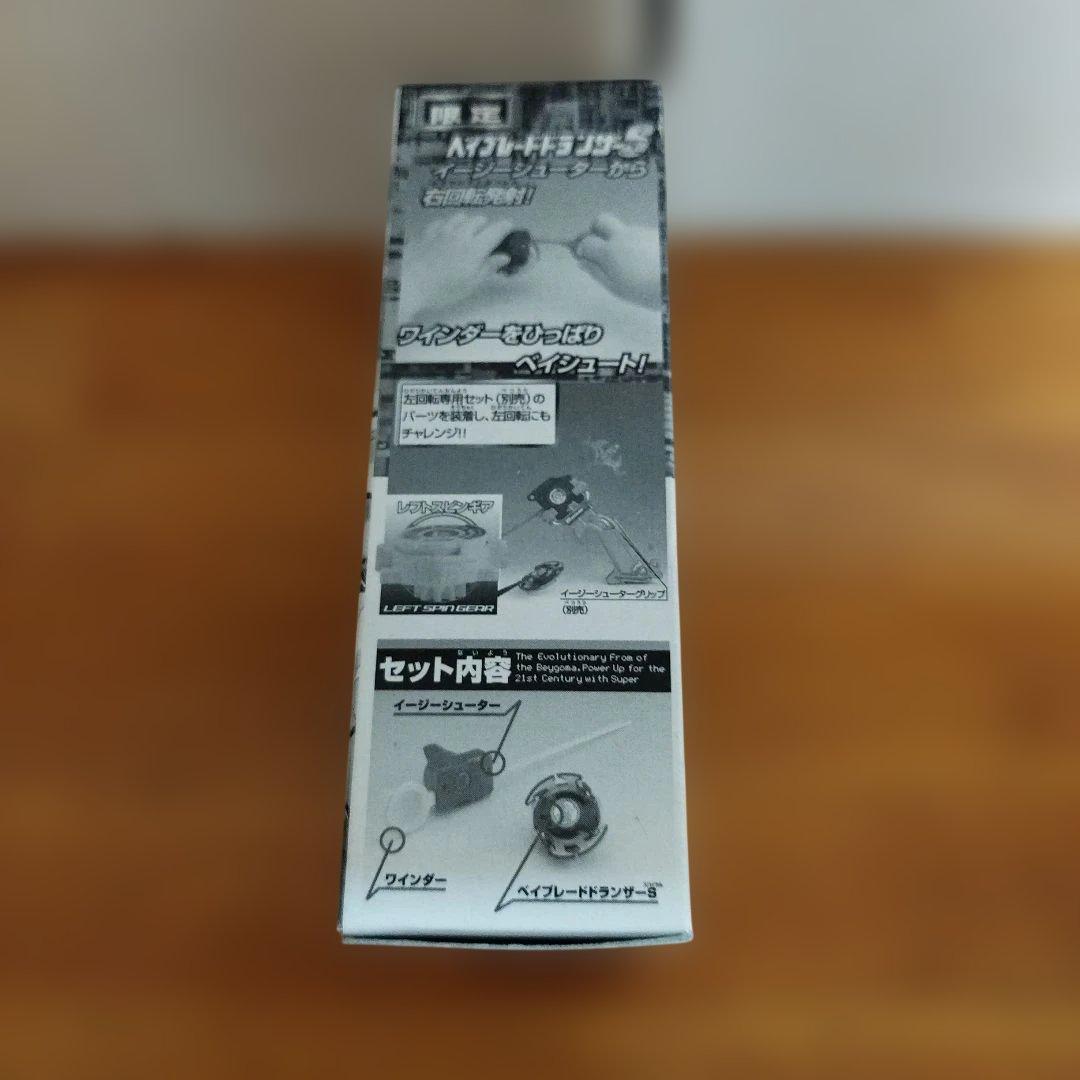 限定
ベイブレードドランザーS
イージーシューターから
右回転発射!
ワインダーをひっぱり
ベイシュート!
左回転専用セット(別売)の
パーツを装着し、左回転にも
チャレンジ!!
レフトスピンギア
LEFT SPIN GEAR
イージーシューターグリップ
(別売)
セット内容
The Evolutionary From of
the Beygoma.Power Up for the
21st Century with Super
イージーシューター
ワインダー
ベイブレードドランザーS